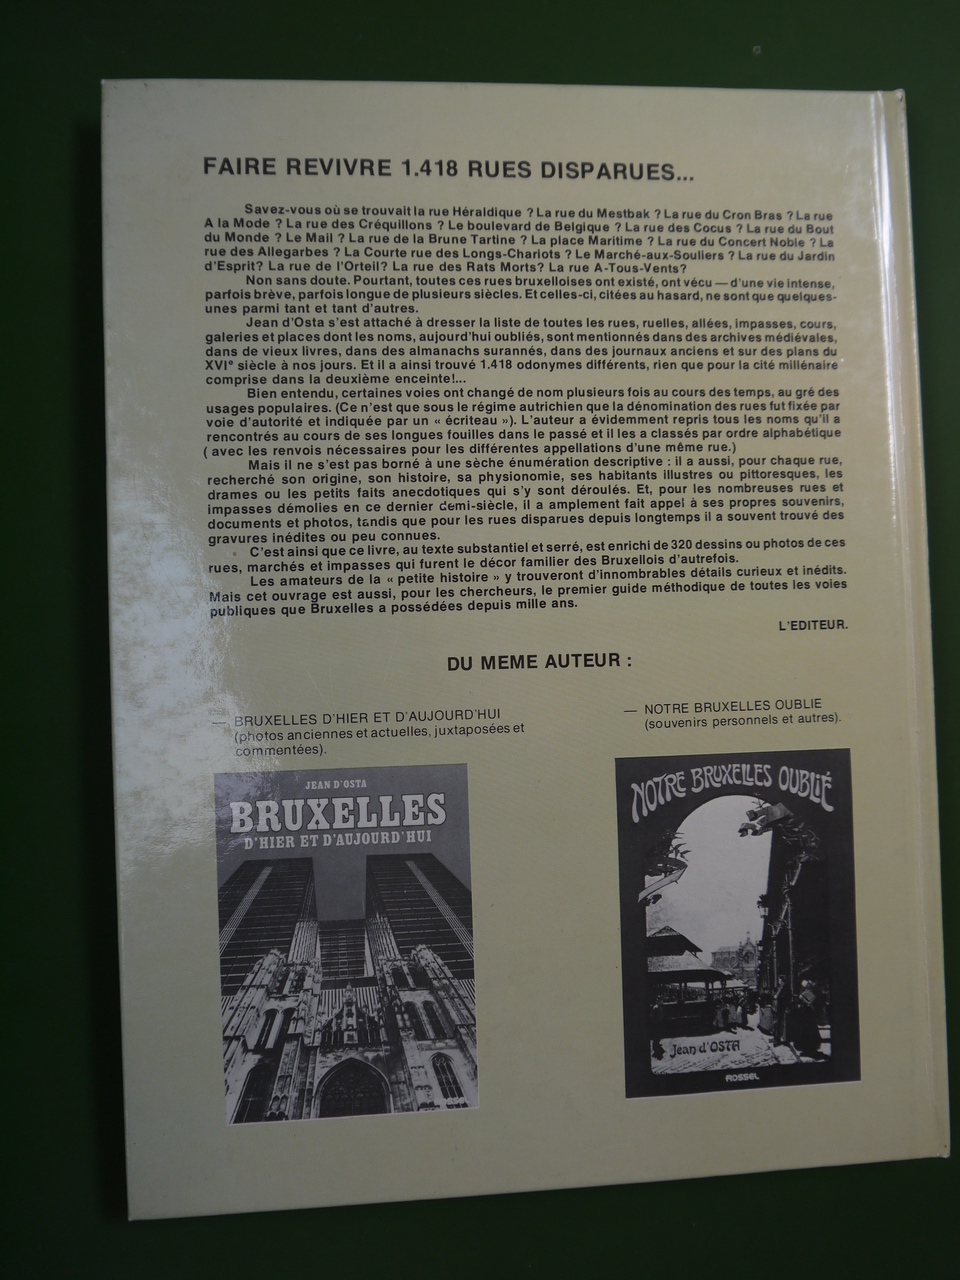 FAIRE REVIVRE 1.418 RUES DISPARUES...
Savez-vous où se trouvait la rue Héraldique ? La rue du Mestbak ? La rue du Cron Bras ? La rue
A la Mode ? La rue des Créquillons ? Le boulevard de Belgique ? La rue des Cocus ? La rue du Bout
du Monde ? Le Mail ? La rue de la Brune Tartine ? La place Maritime ? La rue du Concert Noble ? La
rue des Allegarbes ? La Courte rue des Longs-Chariots ? Le Marché-aux-Souliers ? La rue du Jardin
d'Esprit? La rue de l'Orteil? La rue des Rats Morts? La rue A-Tous-Vents?
Non sans doute. Pourtant, toutes ces rues bruxelloises ont existé, ont vécu — d'une vie intense,
parfois brève, parfois longue de plusieurs siècles. Et celles-ci, citées au hasard, ne sont que quelques-
unes parmi tant et tant d'autres.
Jean d'Osta s'est attaché à dresser la liste de toutes les rues, ruelles, allées, impasses, cours,
galeries et places dont les noms, aujourd'hui oubliés, sont mentionnés dans des archives médiévales,
dans de vieux livres, dans des almanachs surannés, dans des journaux anciens et sur des plans du
XVIe siècle à nos jours. Et il a ainsi trouvé 1.418 odonymes différents, rien que pour la cité millénaire
comprise dans la deuxième enceinte!...
Bien entendu, certaines voies ont changé de nom plusieurs fois au cours des temps, au gré des
usages populaires. (Ce n'est que sous le régime autrichien que la dénomination des rues fut fixée par
voie d'autorité et indiquée par un « écriteau »). L'auteur a évidemment repris tous les noms qu'il a
rencontrés au cours de ses longues fouilles dans le passé et il les a classés par ordre alphabétique
( avec les renvois nécessaires pour les différentes appellations d'une même rue.)
Mais il ne s'est pas borné à une sèche énumération descriptive : il a aussi, pour chaque rue,
recherché son origine, son histoire, sa physionomie, ses habitants illustres ou pittoresques, les
drames ou les petits faits anecdotiques qui s'y sont déroulés. Et, pour les nombreuses rues et
impasses démolies en ce dernier demi-siècle, il a amplement fait appel à ses propres souvenirs,
documents et photos, tandis que pour les rues disparues depuis longtemps il a souvent trouvé des
gravures inédites ou peu connues.
C'est ainsi que ce livre, au texte substantiel et serré, est enrichi de 320 dessins ou photos de ces
rues, marchés et impasses qui furent le décor familier des Bruxellois d'autrefois.
Les amateurs de la « petite histoire » y trouveront d'innombrables détails curieux et inédits.
Mais cet ouvrage est aussi, pour les chercheurs, le premier guide méthodique de toutes les voies
publiques que Bruxelles a possédées depuis mille ans.
L'EDITEUR.
DU MEME AUTEUR :
— BRUXELLES D'HIER ET D'AUJOURD'HUI
(photos anciennes et actuelles, juxtaposées et
commentées).
— NOTRE BRUXELLES OUBLIE
(souvenirs personnels et autres).
JEAN D'OSTA
BRUXELLES
D'HIER ET D'AUJOURD'HUI
NOTRE BRUXELLES OUBLIÉ
Jean d'OSTA
ROSSEL